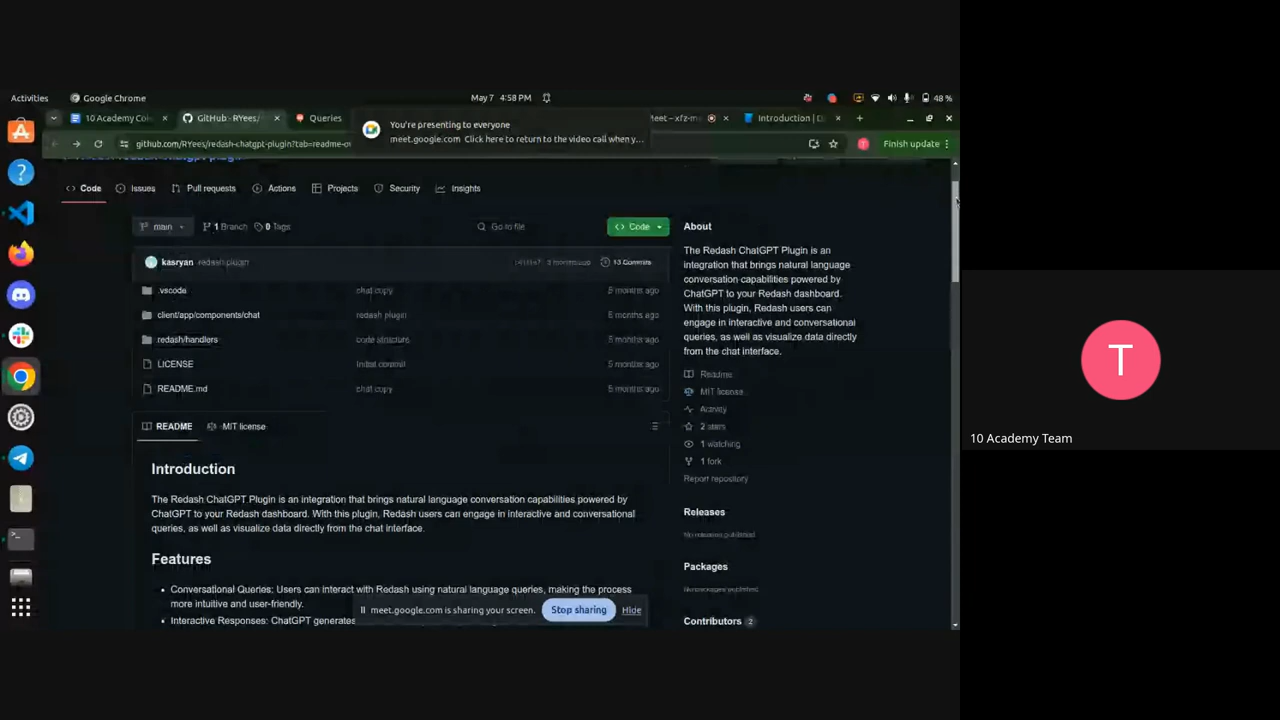 Activities
Google Chrome
May 7 4:58 PM
48 %
10 Academy Co
GitHub - RYees/
Queries
You're presenting to everyone
meet.google.com Click here to return to the video call when y...
Meet – xfz-m
Introduction | D
github.com/RYees/redash-chatgpt-plugin?tab=readme-o
Finish update
Code
Issues
Pull requests
Actions
Projects
Security
Insights
main
1 Branch
0 Tags
Go to file
Code
kasryan redash plugin
5 months ago
13 Commits
.vscode chat copy 5 months ago
client/app/components/chat redash plugin 5 months ago
redash/handlers code structure 5 months ago
LICENSE Initial commit 5 months ago
README.md chat copy 5 months ago
README
MIT license
Introduction
The Redash ChatGPT Plugin is an integration that brings natural language conversation capabilities powered by
ChatGPT to your Redash dashboard. With this plugin, Redash users can engage in interactive and conversational
queries, as well as visualize data directly from the chat interface.
Features
• Conversational Queries: Users can interact with Redash using natural language queries, making the process
more intuitive and user-friendly.
• Interactive Responses: ChatGPT generates
About
The Redash ChatGPT Plugin is an
integration that brings natural language
conversation capabilities powered by
ChatGPT to your Redash dashboard.
With this plugin, Redash users can
engage in interactive and conversational
queries, as well as visualize data directly
from the chat interface.
Readme
MIT license
Activity
2 stars
1 watching
1 fork
Report repository
Releases
No releases published
Packages
No packages published
Contributors 2
meet.google.com is sharing your screen.
Stop sharing
Hide
T
10 Academy Team